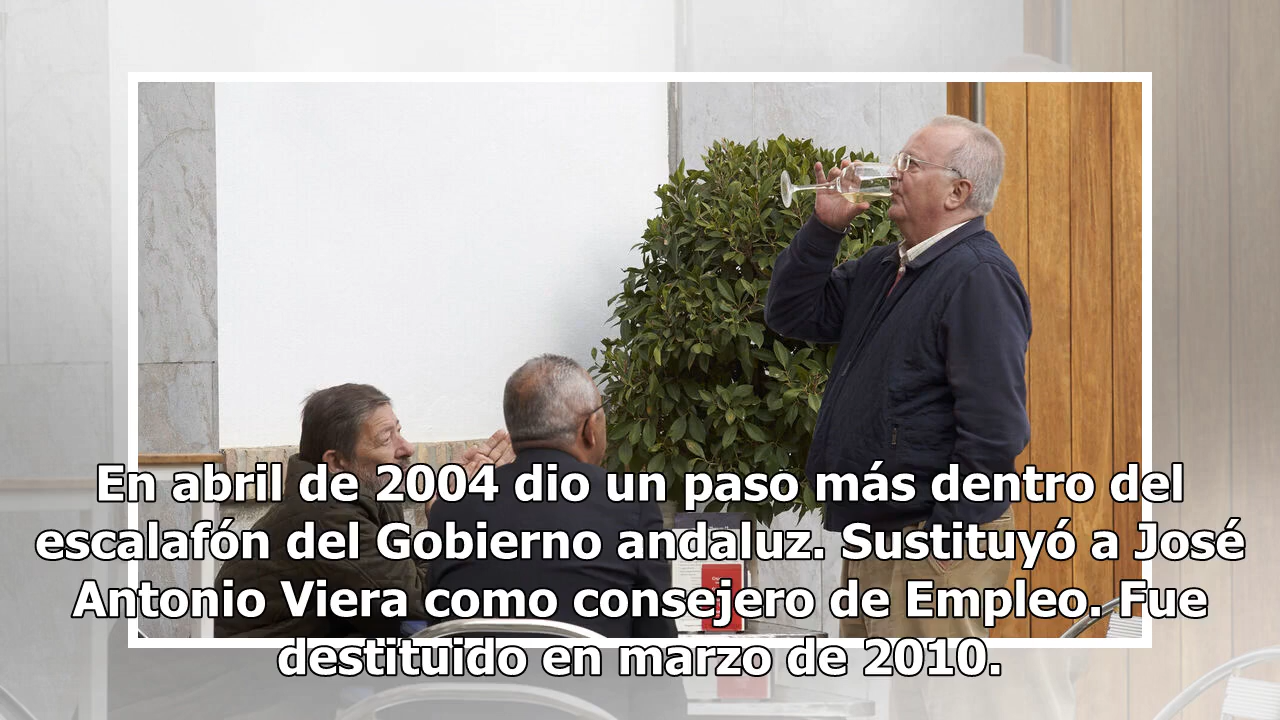 En abril de 2004 dio un paso más dentro del
escalafón del Gobierno andaluz. Sustituyó a José
Antonio Viera como consejero de Empleo. Fue
destituido en marzo de 2010.